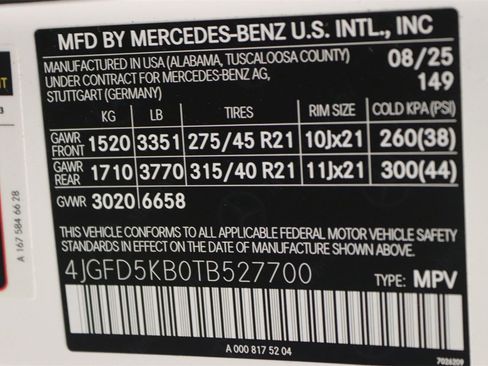 MFD BY MERCEDES-BENZ U.S. INTL., INC
MANUFACTURED IN USA (ALABAMA, TUSCALOOSA COUNTY)
UNDER CONTRACT FOR MERCEDES-BENZ AG,
STUTTGART (GERMANY)
08/25
149
KG LB TIRES RIM SIZE COLD KPA (PSI)
GAWR FRONT 1520 3351 275/45 R21 10Jx21 260(38)
GAWR REAR 1710 3770 315/40 R21 11Jx21 300(44)
GVWR 3020 6658
THIS VEHICLE CONFORMS TO ALL APPLICABLE FEDERAL MOTOR VEHICLE SAFETY
STANDARDS IN EFFECT ON THE DATE OF MANUFACTURE SHOWN ABOVE.
4JGFD5KB0TB527700 TYPE: MPV
A 000 817 52 04
7026209
A 167 584 66 28